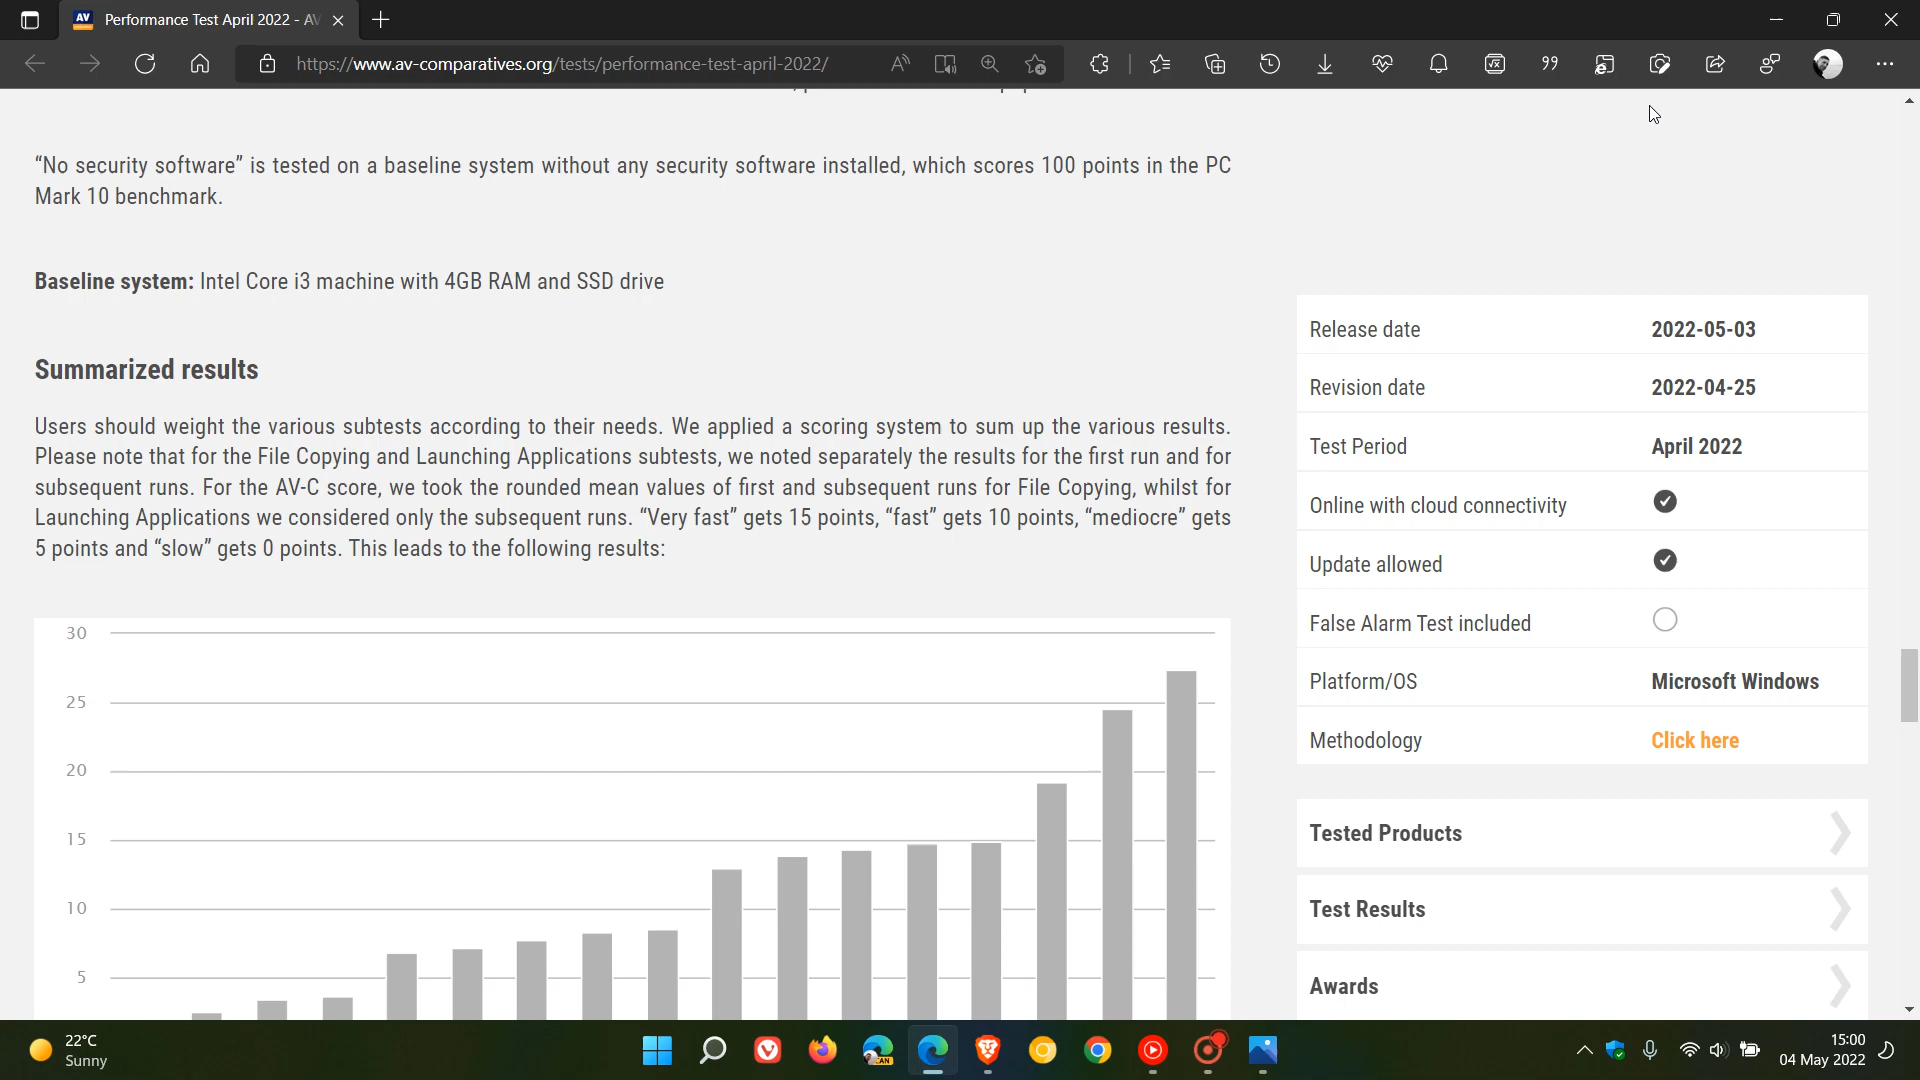 Performance Test April 2022 - AV
https://www.av-comparatives.org/tests/performance-test-april-2022/
“No security software” is tested on a baseline system without any security software installed, which scores 100 points in the PC
Mark 10 benchmark.
Baseline system: Intel Core i3 machine with 4GB RAM and SSD drive
Summarized results
Users should weight the various subtests according to their needs. We applied a scoring system to sum up the various results.
Please note that for the File Copying and Launching Applications subtests, we noted separately the results for the first run and for
subsequent runs. For the AV-C score, we took the rounded mean values of first and subsequent runs for File Copying, whilst for
Launching Applications we considered only the subsequent runs. “Very fast” gets 15 points, “fast” gets 10 points, “mediocre” gets
5 points and “slow” gets 0 points. This leads to the following results:
30
25
20
15
10
5
Release date 2022-05-03
Revision date 2022-04-25
Test Period April 2022
Online with cloud connectivity
Update allowed
False Alarm Test included
Platform/OS Microsoft Windows
Methodology Click here
Tested Products
Test Results
Awards
22°C
Sunny
15:00
04 May 2022